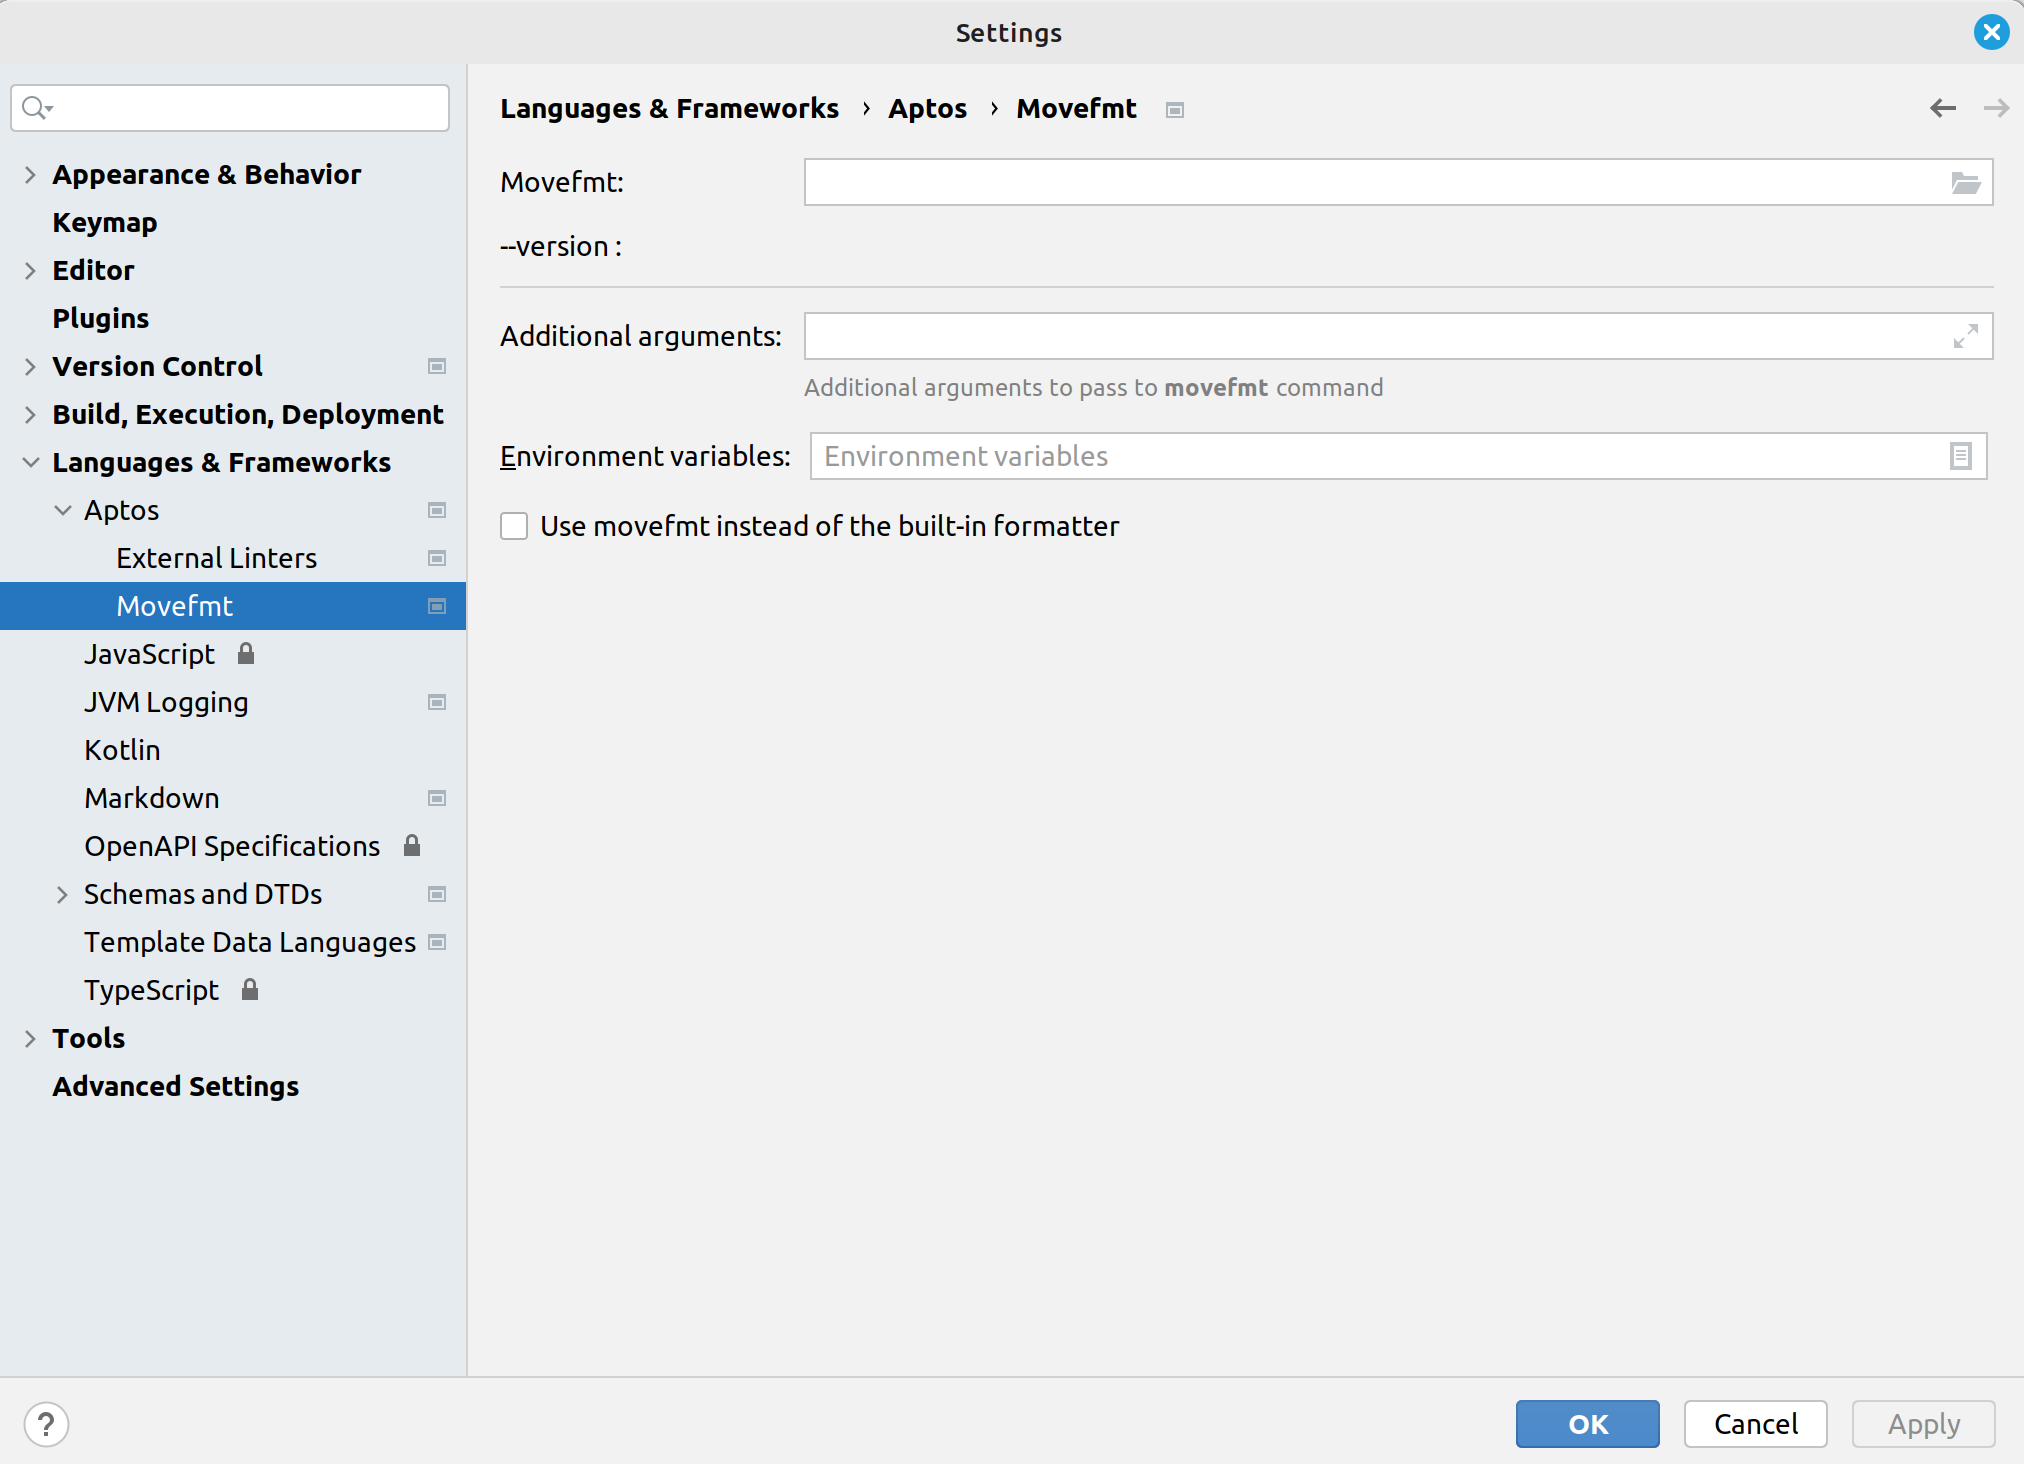 Settings
Appearance & Behavior
Keymap
Editor
Plugins
Version Control
Build, Execution, Deployment
Languages & Frameworks
Aptos
External Linters
Movefmt
JavaScript
JVM Logging
Kotlin
Markdown
OpenAPI Specifications
Schemas and DTDs
Template Data Languages
TypeScript
Tools
Advanced Settings
Languages & Frameworks › Aptos › Movefmt
Movefmt:
--version :
Additional arguments:
Additional arguments to pass to movefmt command
Environment variables: Environment variables
Use movefmt instead of the built-in formatter
?
OK Cancel Apply